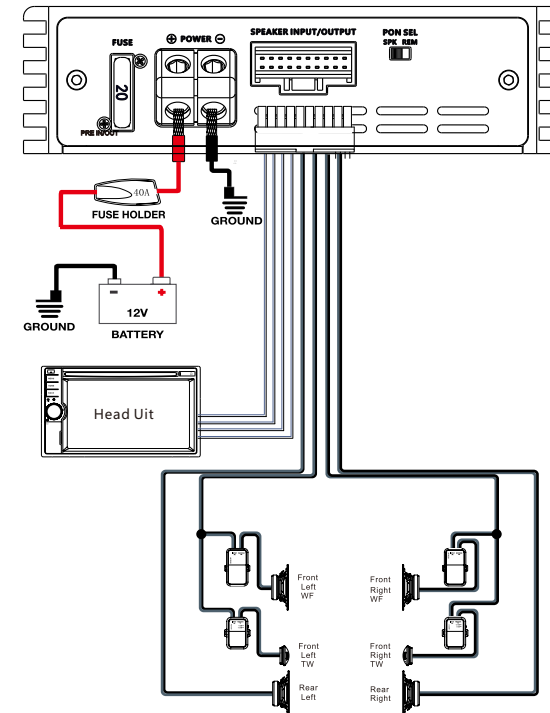 FUSE
⊕ POWER ⊖
SPEAKER INPUT/OUTPUT
PON SEL
SPK REM
20
PRE IN/OUT
40A
FUSE HOLDER
GROUND
12V
BATTERY
GROUND
Head Uit
Front
Left
WF
Front
Right
WF
Front
Left
TW
Front
Right
TW
Rear
Left
Rear
Right